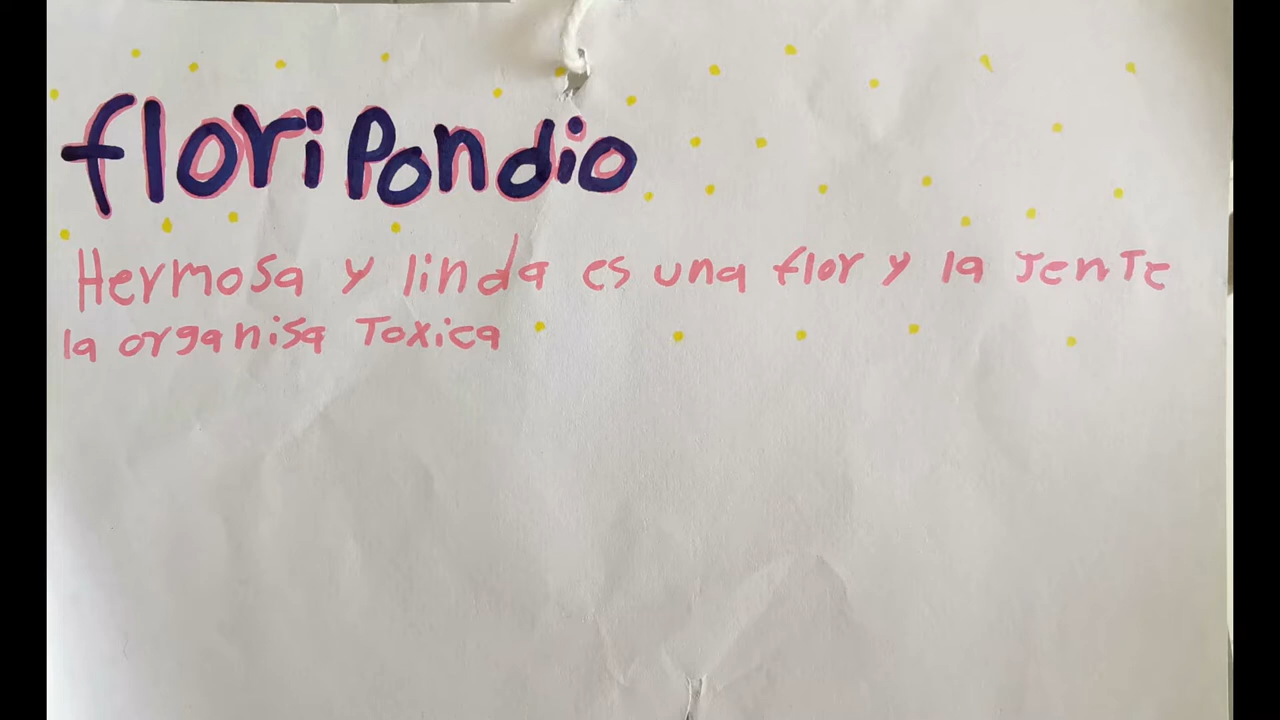 floripondio
Hermosa y linda es una flor y la jente
la organisa Toxica